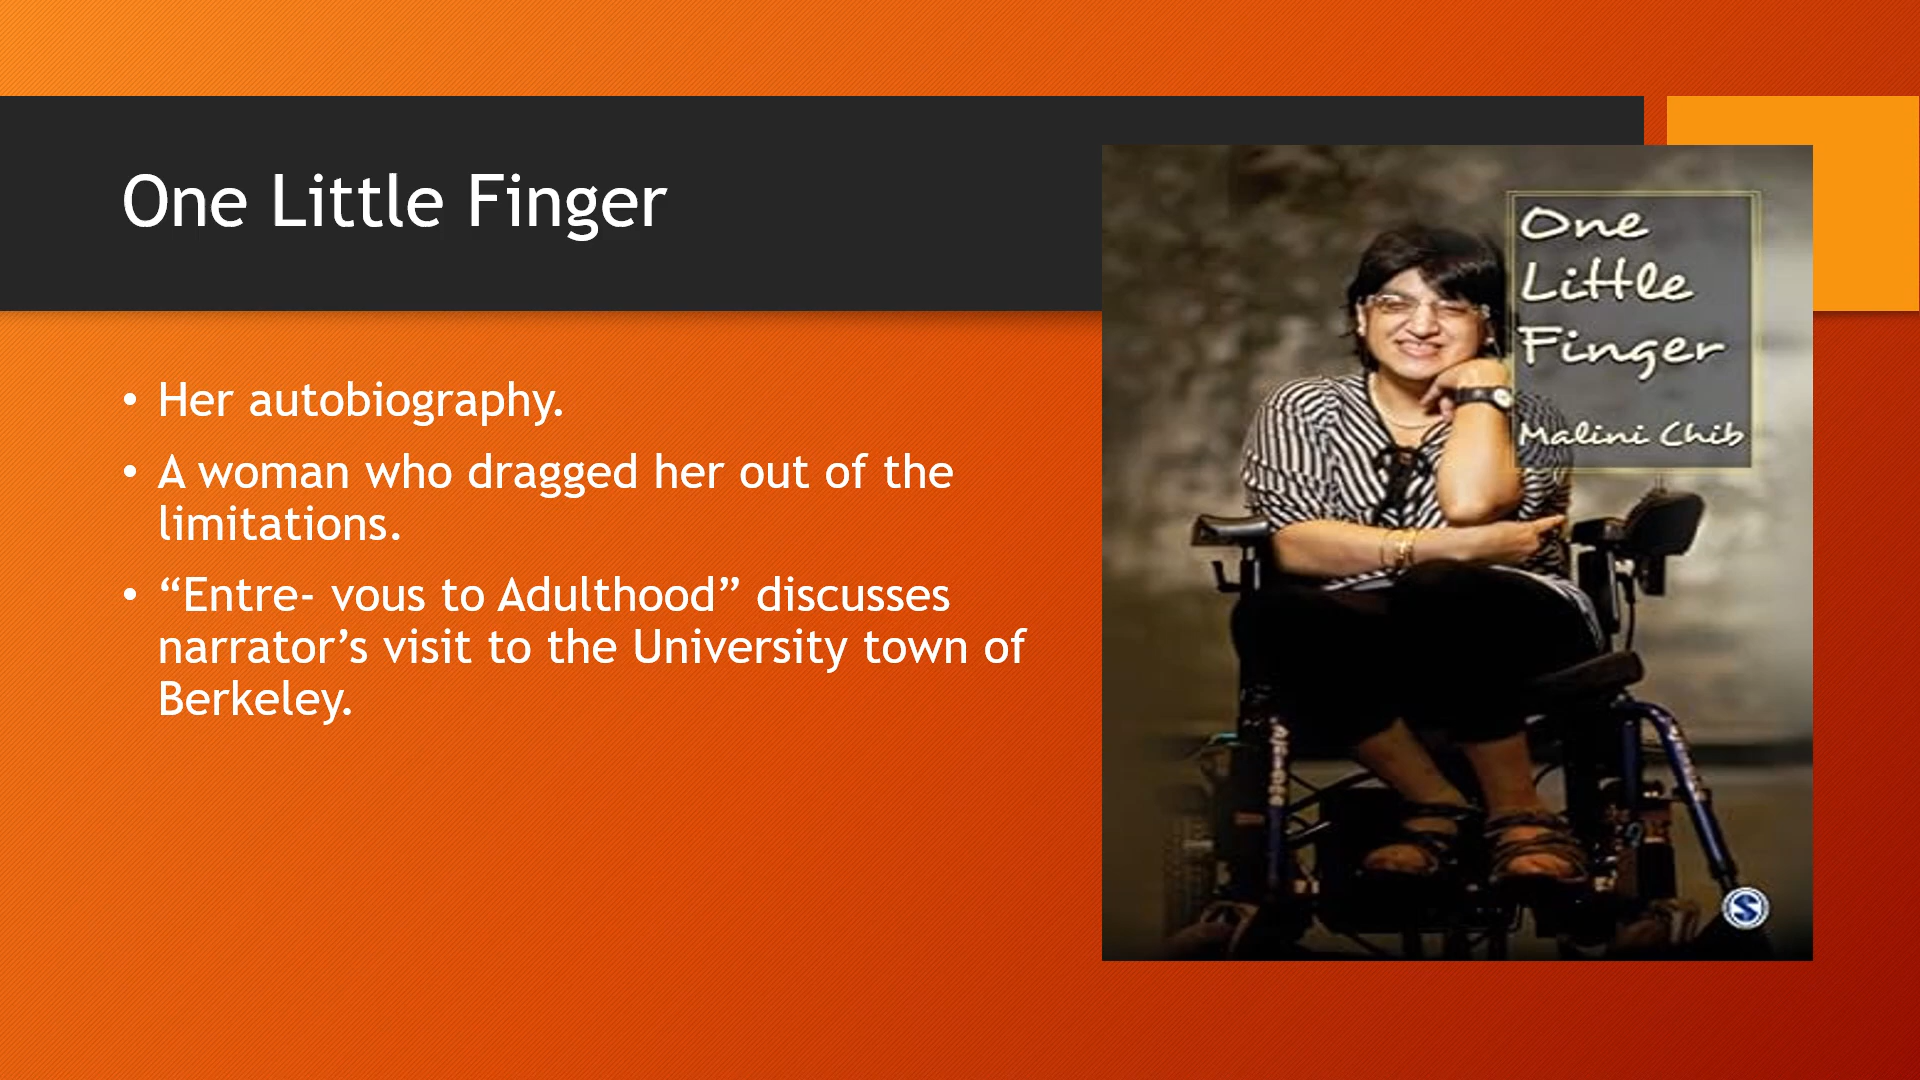 One Little Finger
• Her autobiography.
• A woman who dragged her out of the
limitations.
• “Entre- vous to Adulthood” discusses
narrator’s visit to the University town of
Berkeley.
One
Little
Finger
Malini Chib
S